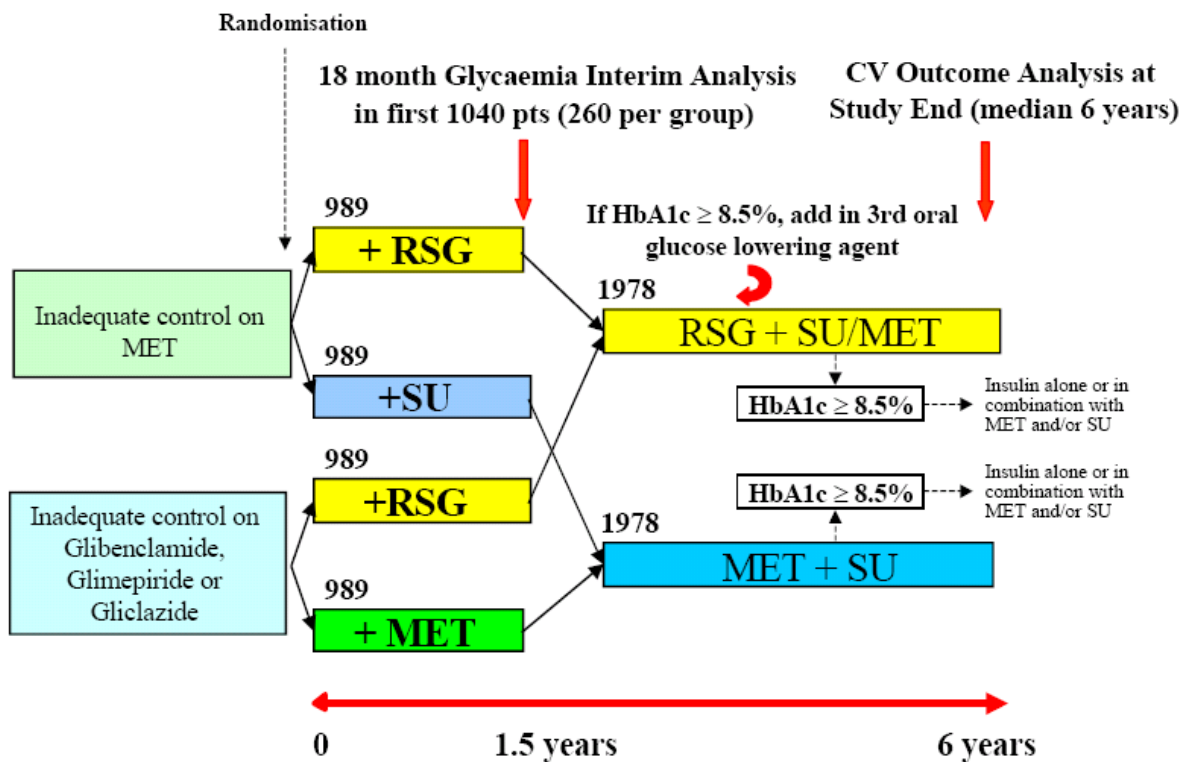 Randomisation
18 month Glycaemia Interim Analysis
in first 1040 pts (260 per group)
CV Outcome Analysis at
Study End (median 6 years)
989
+ RSG
If HbA1c ≥ 8.5%, add in 3rd oral
glucose lowering agent
Inadequate control on
MET
1978
RSG + SU/MET
989
+SU
HbA1c ≥ 8.5%
Insulin alone or in
combination with
MET and/or SU
989
+RSG
Inadequate control on
Glibenclamide,
Glimepiride or
Gliclazide
HbA1c ≥ 8.5%
Insulin alone or in
combination with
MET and/or SU
1978
MET + SU
989
+ MET
0
1.5 years
6 years